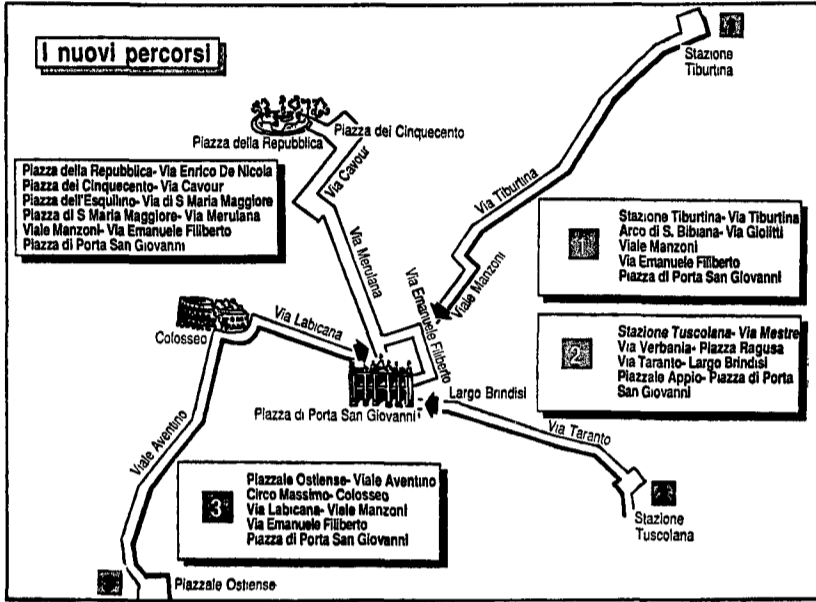 I nuovi percorsi
1
Stazione
Tiburtina
Piazza della Repubblica
Piazza dei Cinquecento
Via Cavour
Via Tiburtina
Piazza della Repubblica- Via Enrico De Nicola
Piazza dei Cinquecento- Via Cavour
Piazza dell'Esquilino- Via di S Maria Maggiore
Piazza di S Maria Maggiore- Via Merulana
Viale Manzoni- Via Emanuele Filiberto
Piazza di Porta San Giovanni
Via Merulana
Via Emanuele Filiberto
Viale Manzoni
1
Stazione Tiburtina- Via Tiburtina
Arco di S. Bibiana- Via Giolitti
Viale Manzoni
Via Emanuele Filiberto
Piazza di Porta San Giovanni
Colosseo
Via Labicana
2
Stazione Tuscolana- Via Mestre
Via Verbania- Piazza Ragusa
Via Taranto- Largo Brindisi
Piazzale Appio- Piazza di Porta
San Giovanni
Piazza di Porta San Giovanni
Largo Brindisi
Via Taranto
Viale Aventino
3
Piazzale Ostiense- Viale Aventino
Circo Massimo- Colosseo
Via Labicana- Viale Manzoni
Via Emanuele Filiberto
Piazza di Porta San Giovanni
Stazione
Tuscolana
Piazzale Ostiense